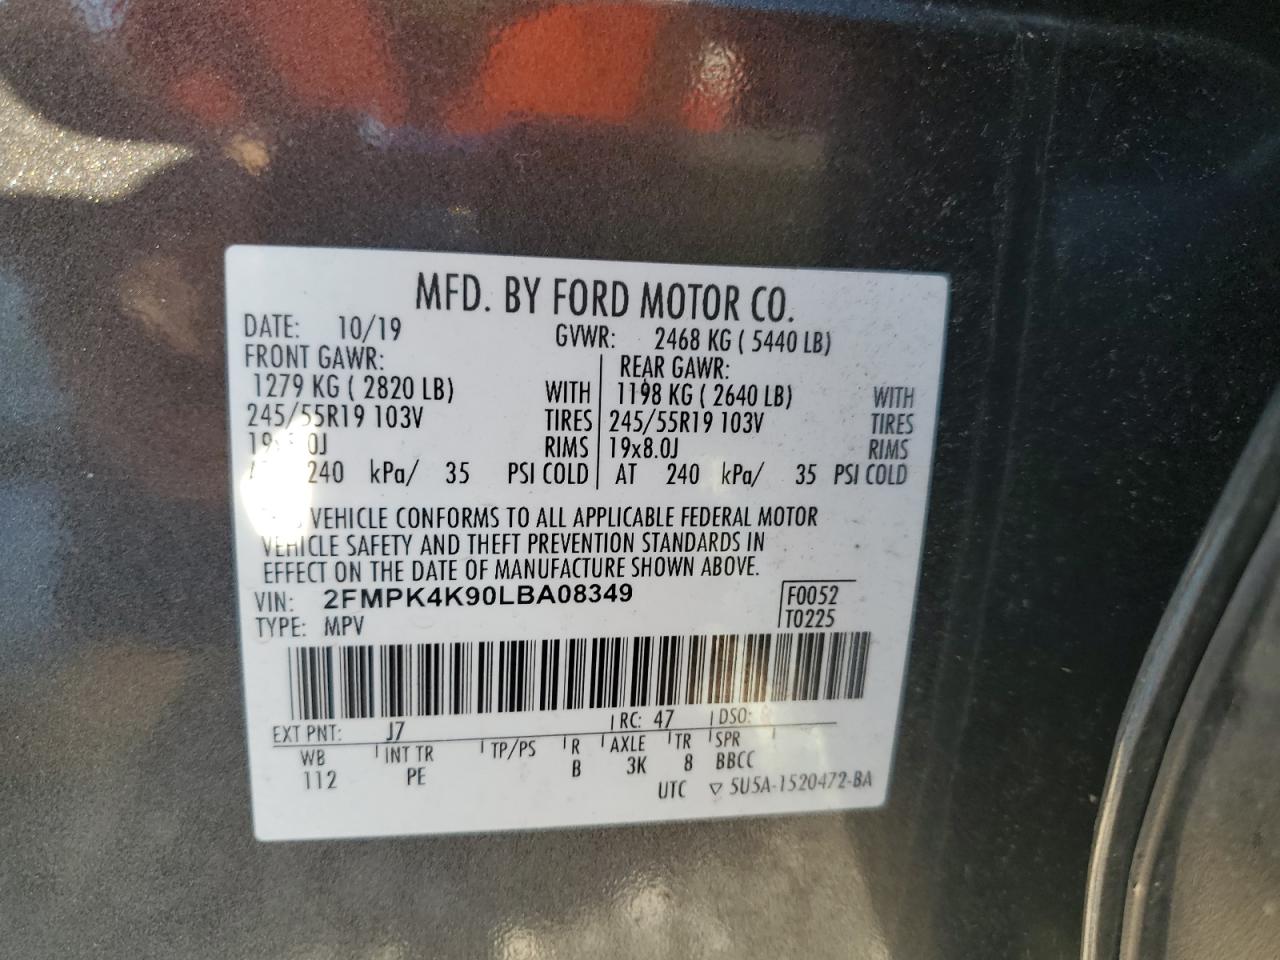 MFD. BY FORD MOTOR CO.
DATE: 10/19 GVWR: 2468 KG ( 5440 LB)
FRONT GAWR: REAR GAWR:
1279 KG ( 2820 LB) WITH 1198 KG ( 2640 LB) WITH
245/55R19 103V TIRES 245/55R19 103V TIRES
RIMS 19x8.0J RIMS
240 kPa/ 35 PSI COLD AT 240 kPa/ 35 PSI COLD
VEHICLE CONFORMS TO ALL APPLICABLE FEDERAL MOTOR
VEHICLE SAFETY AND THEFT PREVENTION STANDARDS IN
EFFECT ON THE DATE OF MANUFACTURE SHOWN ABOVE.
VIN: 2FMPK4K90LBA08349 F0052
TYPE: MPV T0225
EXT PNT: J7 RC: 47 DSO:
WB INT TR TP/PS R AXLE TR SPR
112 PE B 3K 8 BBCC
UTC ▽ 5U5A-1520472-BA